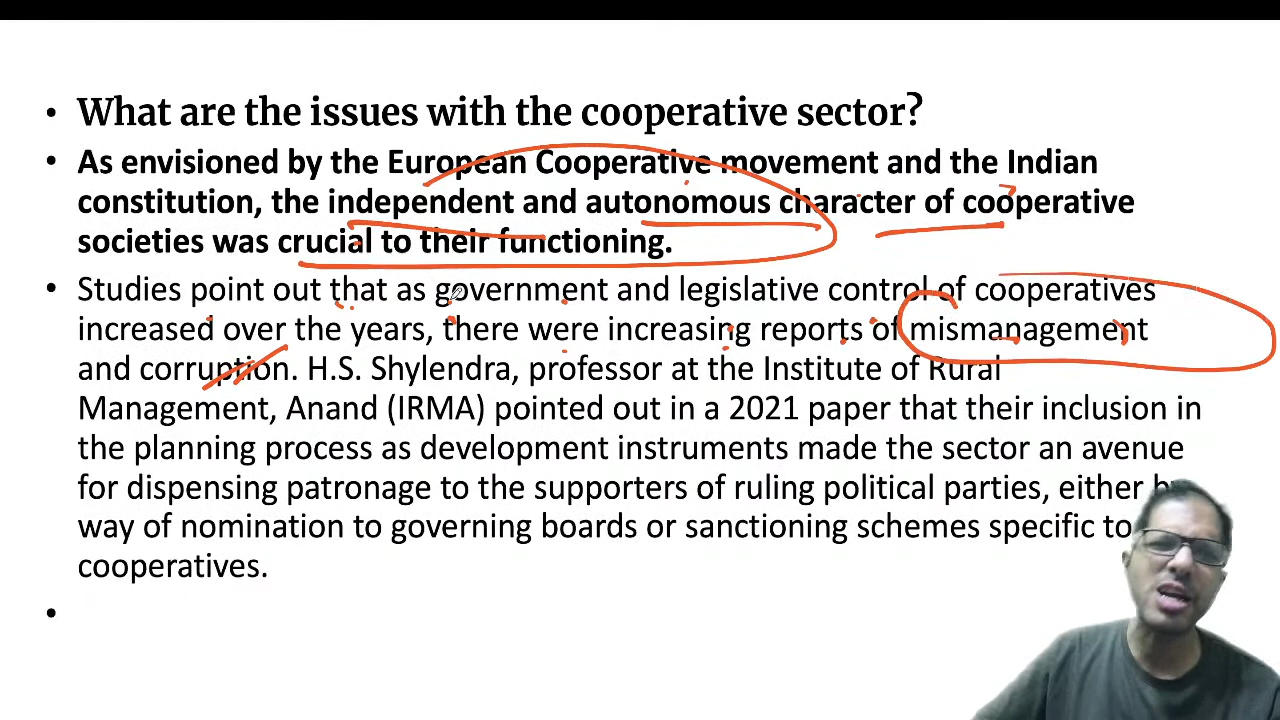 • What are the issues with the cooperative sector?
• As envisioned by the European Cooperative movement and the Indian
constitution, the independent and autonomous character of cooperative
societies was crucial to their functioning.
• Studies point out that as government and legislative control of cooperatives
increased over the years, there were increasing reports of mismanagement
and corruption. H.S. Shylendra, professor at the Institute of Rural
Management, Anand (IRMA) pointed out in a 2021 paper that their inclusion in
the planning process as development instruments made the sector an avenue
for dispensing patronage to the supporters of ruling political parties, either
way of nomination to governing boards or sanctioning schemes specific to
cooperatives.
•